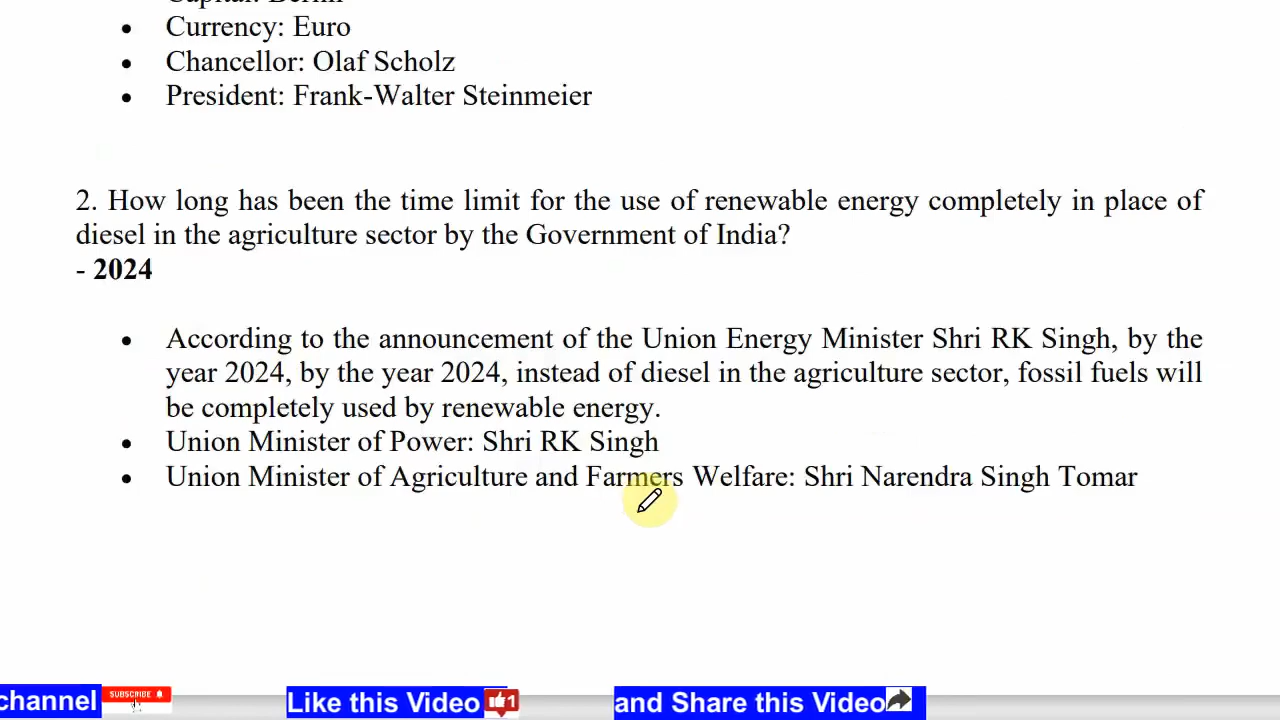 Capital: Berlin
• Currency: Euro
• Chancellor: Olaf Scholz
• President: Frank-Walter Steinmeier
2. How long has been the time limit for the use of renewable energy completely in place of
diesel in the agriculture sector by the Government of India?
- 2024
• According to the announcement of the Union Energy Minister Shri RK Singh, by the
year 2024, by the year 2024, instead of diesel in the agriculture sector, fossil fuels will
be completely used by renewable energy.
• Union Minister of Power: Shri RK Singh
• Union Minister of Agriculture and Farmers Welfare: Shri Narendra Singh Tomar
channel SUBSCRIBE Like this Video 1 and Share this Video